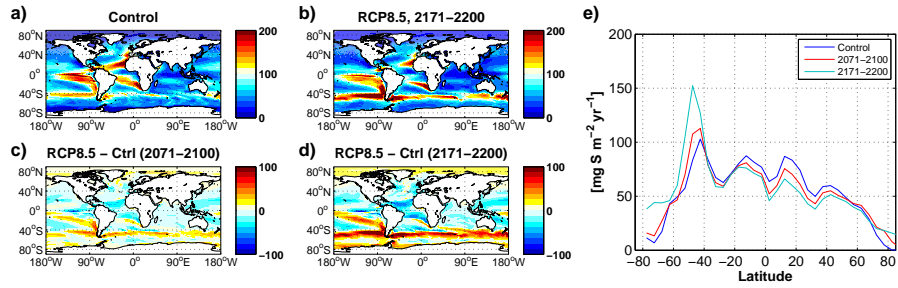 a) Control
80°N
40°N
0°
40°S
80°S
180°W 90°W 0° 90°E 180°W
200
100
0
b) RCP8.5, 2171−2200
80°N
40°N
0°
40°S
80°S
180°W 90°W 0° 90°E 180°W
200
100
0
c) RCP8.5 − Ctrl (2071−2100)
80°N
40°N
0°
40°S
80°S
180°W 90°W 0° 90°E 180°W
100
0
−100
d) RCP8.5 − Ctrl (2171−2200)
80°N
40°N
0°
40°S
80°S
180°W 90°W 0° 90°E 180°W
100
0
−100
e)
200
150
100
50
0
[mg S m−2 yr−1]
Control
2071−2100
2171−2200
−80 −60 −40 −20 0 20 40 60 80
Latitude